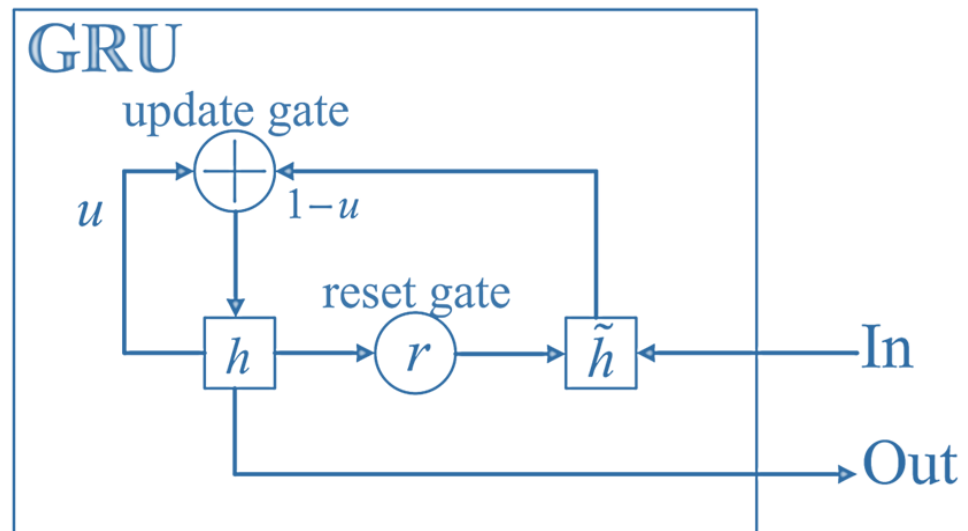 GRU
update gate
u
1−u
reset gate
h
r
h̃
In
Out